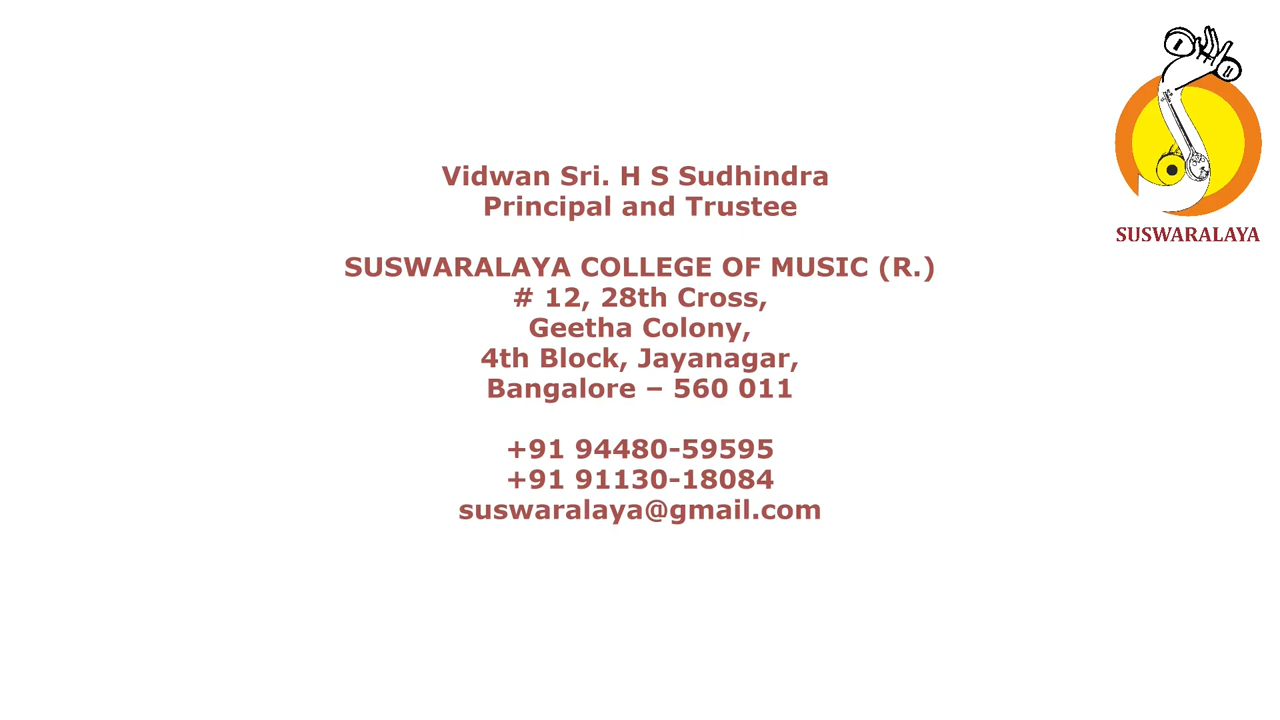 Vidwan Sri. H S Sudhindra
Principal and Trustee
SUSWARALAYA COLLEGE OF MUSIC (R.)
# 12, 28th Cross,
Geetha Colony,
4th Block, Jayanagar,
Bangalore – 560 011
+91 94480-59595
+91 91130-18084
suswaralaya@gmail.com
SUSWARALAYA